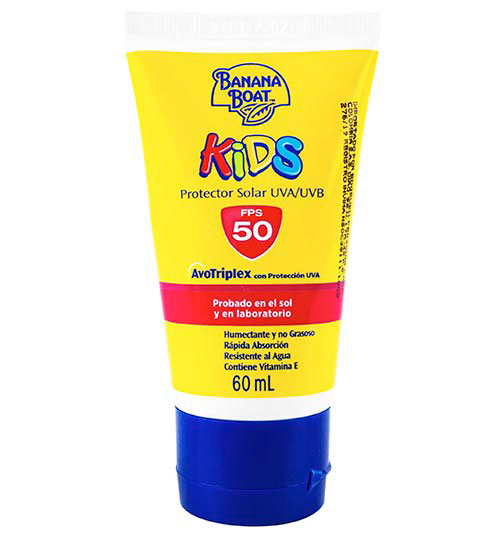 BANANA
BOAT
KiDS
Protector Solar UVA/UVB
FPS
50
AvoTriplex con Protección UVA
Probado en el sol
y en laboratorio
Humectante y no Grasoso
Rápida Absorción
Resistente al Agua
Contiene Vitamina E
60 mL